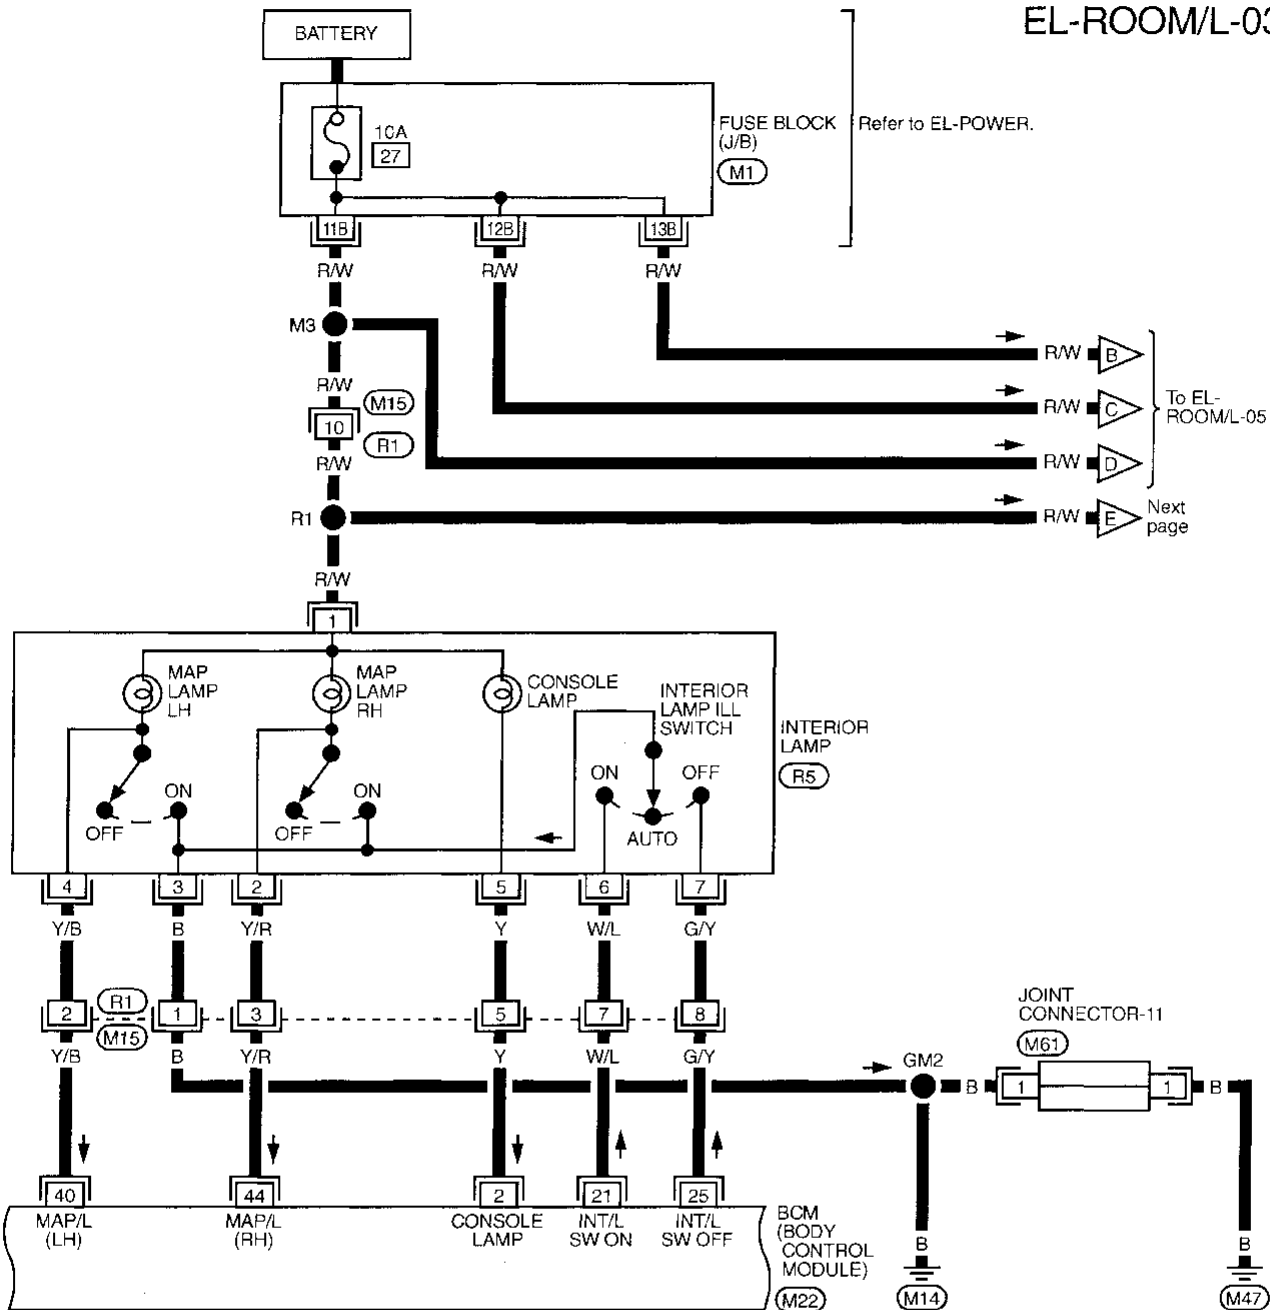 EL-ROOM/L-03
BATTERY
10A
27
FUSE BLOCK
(J/B)
M1
Refer to EL-POWER.
11B
12B
13B
R/W
R/W
R/W
M3
R/W
B
R/W
M15
R/W
C
To EL-
ROOM/L-05
10
R1
R/W
R/W
D
R1
R/W
E
Next
page
R/W
1
MAP
LAMP
LH
MAP
LAMP
RH
CONSOLE
LAMP
INTERIOR
LAMP ILL
SWITCH
INTERIOR
LAMP
R5
ON
OFF
ON
ON
OFF
OFF
AUTO
4
3
2
5
6
7
Y/B
B
Y/R
Y
W/L
G/Y
2
R1
M15
1
3
5
7
8
JOINT
CONNECTOR-11
M61
Y/B
B
Y/R
Y
W/L
G/Y
GM2
B
1
1
B
40
44
2
21
25
MAP/L
(LH)
MAP/L
(RH)
CONSOLE
LAMP
INT/L
SW ON
INT/L
SW OFF
BCM
(BODY
CONTROL
MODULE)
M22
B
B
M14
M47